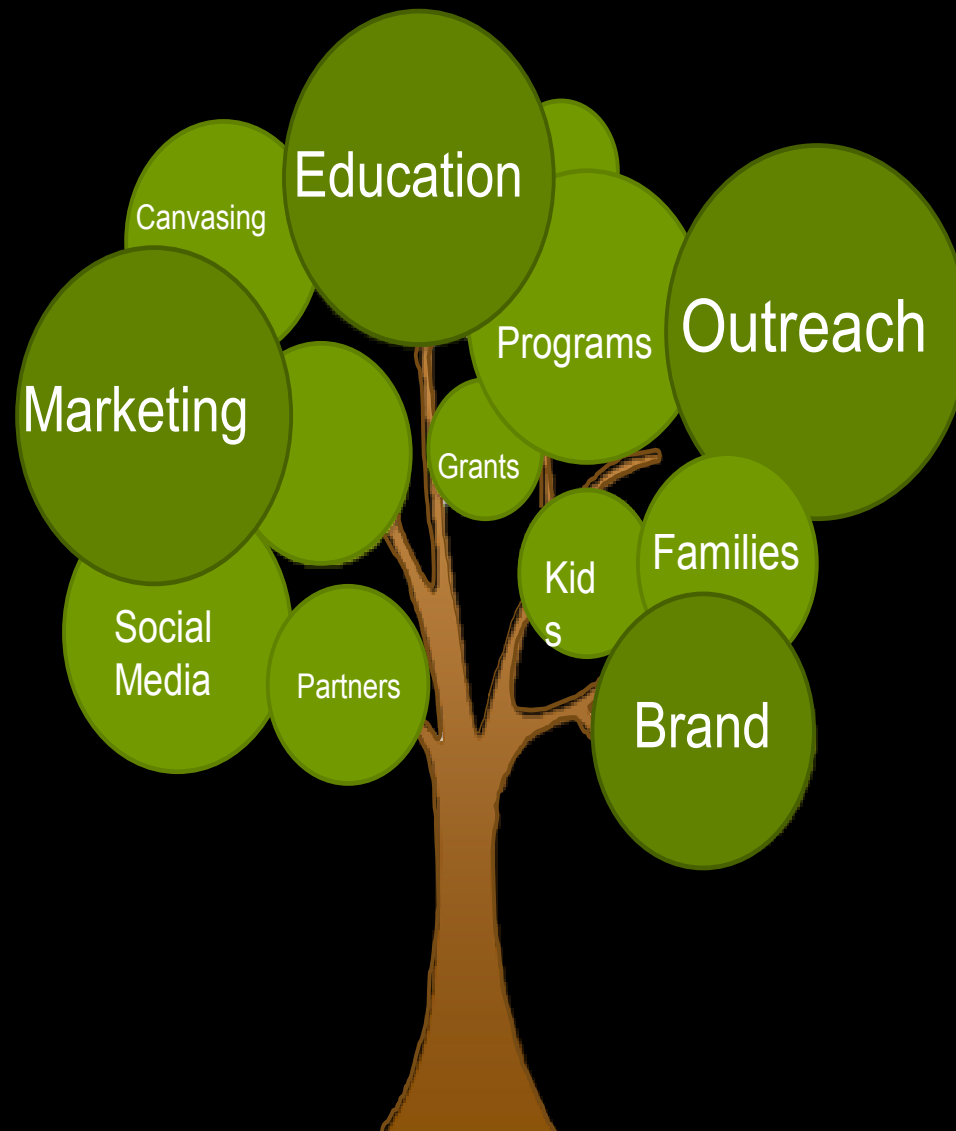 Education
Canvasing
Outreach
Programs
Marketing
Grants
Families
Kid
s
Social
Media
Partners
Brand